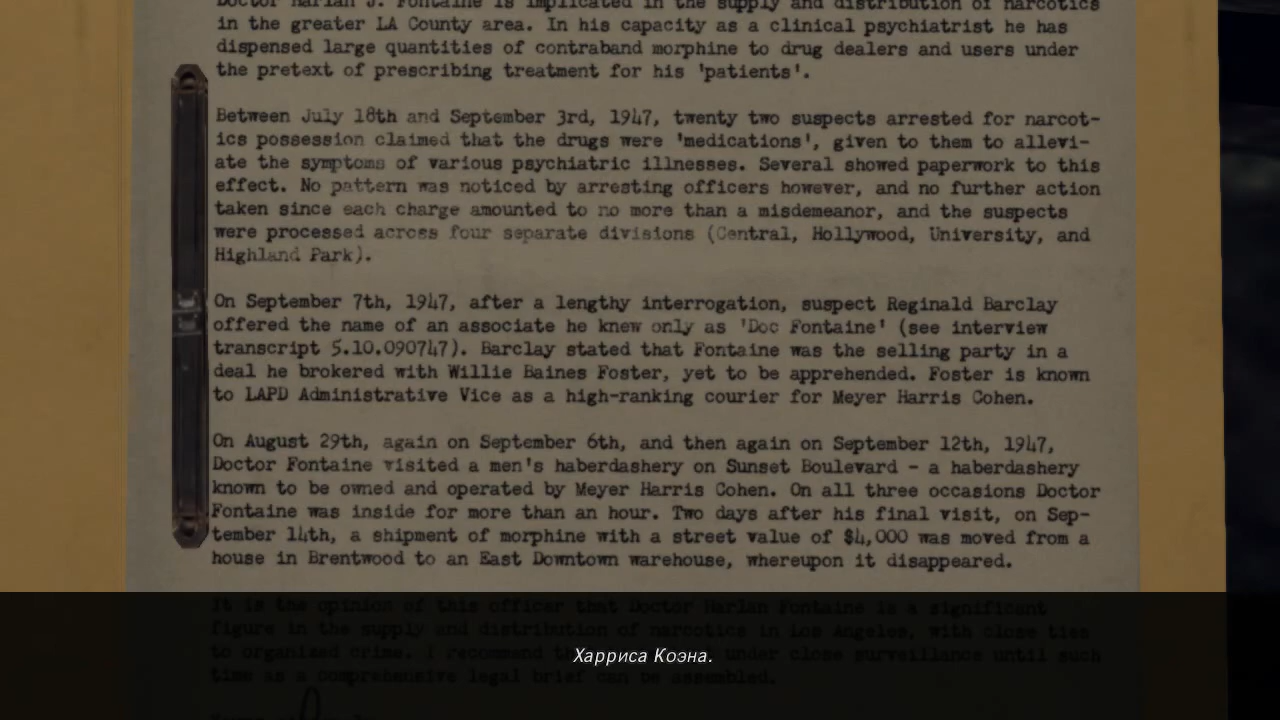 Doctor Harlan J. Fontaine is implicated in the supply and distribution of narcotics
in the greater LA County area. In his capacity as a clinical psychiatrist he has
dispensed large quantities of contraband morphine to drug dealers and users under
the pretext of prescribing treatment for his 'patients'.
Between July 18th and September 3rd, 1947, twenty two suspects arrested for narcot-
ics possession claimed that the drugs were 'medications', given to them to allevi-
ate the symptoms of various psychiatric illnesses. Several showed paperwork to this
effect. No pattern was noticed by arresting officers however, and no further action
taken since each charge amounted to no more than a misdemeanor, and the suspects
were processed across four separate divisions (Central, Hollywood, University, and
Highland Park).
On September 7th, 1947, after a lengthy interrogation, suspect Reginald Barclay
offered the name of an associate he knew only as 'Doc Fontaine' (see interview
transcript 5.10.090747). Barclay stated that Fontaine was the selling party in a
deal he brokered with Willie Baines Foster, yet to be apprehended. Foster is known
to LAPD Administrative Vice as a high-ranking courier for Meyer Harris Cohen.
On August 29th, again on September 6th, and then again on September 12th, 1947,
Doctor Fontaine visited a men's haberdashery on Sunset Boulevard - a haberdashery
known to be owned and operated by Meyer Harris Cohen. On all three occasions Doctor
Fontaine was inside for more than an hour. Two days after his final visit, on Sep-
tember 14th, a shipment of morphine with a street value of $4,000 was moved from a
house in Brentwood to an East Downtown warehouse, whereupon it disappeared.
It is the opinion of this officer that Doctor Harlan Fontaine is a significant
figure in the supply and distribution of narcotics in Los Angeles, with close ties
to organized crime. I recommend under close surveillance until such
time as a comprehensive legal brief can be assembled.
Харриса Коэна.